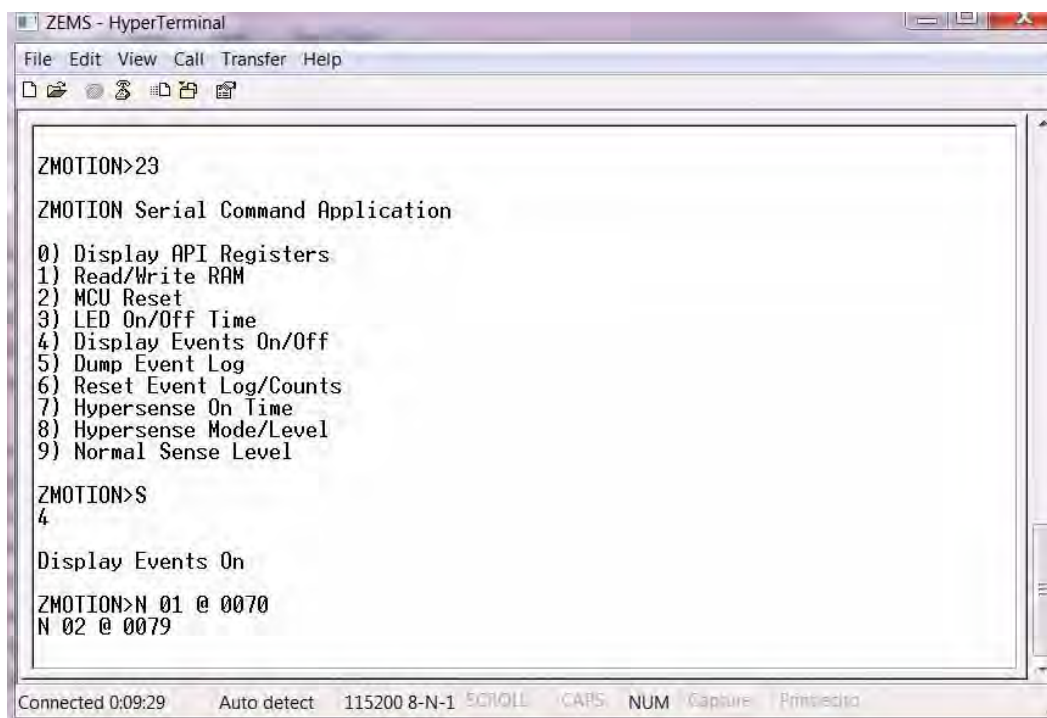 ZEMS - HyperTerminal
File Edit View Call Transfer Help
ZMOTION>23
ZMOTION Serial Command Application
0) Display API Registers
1) Read/Write RAM
2) MCU Reset
3) LED On/Off Time
4) Display Events On/Off
5) Dump Event Log
6) Reset Event Log/Counts
7) Hypersense On Time
8) Hypersense Mode/Level
9) Normal Sense Level
ZMOTION>S
4
Display Events On
ZMOTION>N 01 @ 0070
N 02 @ 0079
Connected 0:09:29 Auto detect 115200 8-N-1 SCROLL CAPS NUM Capture Print echo